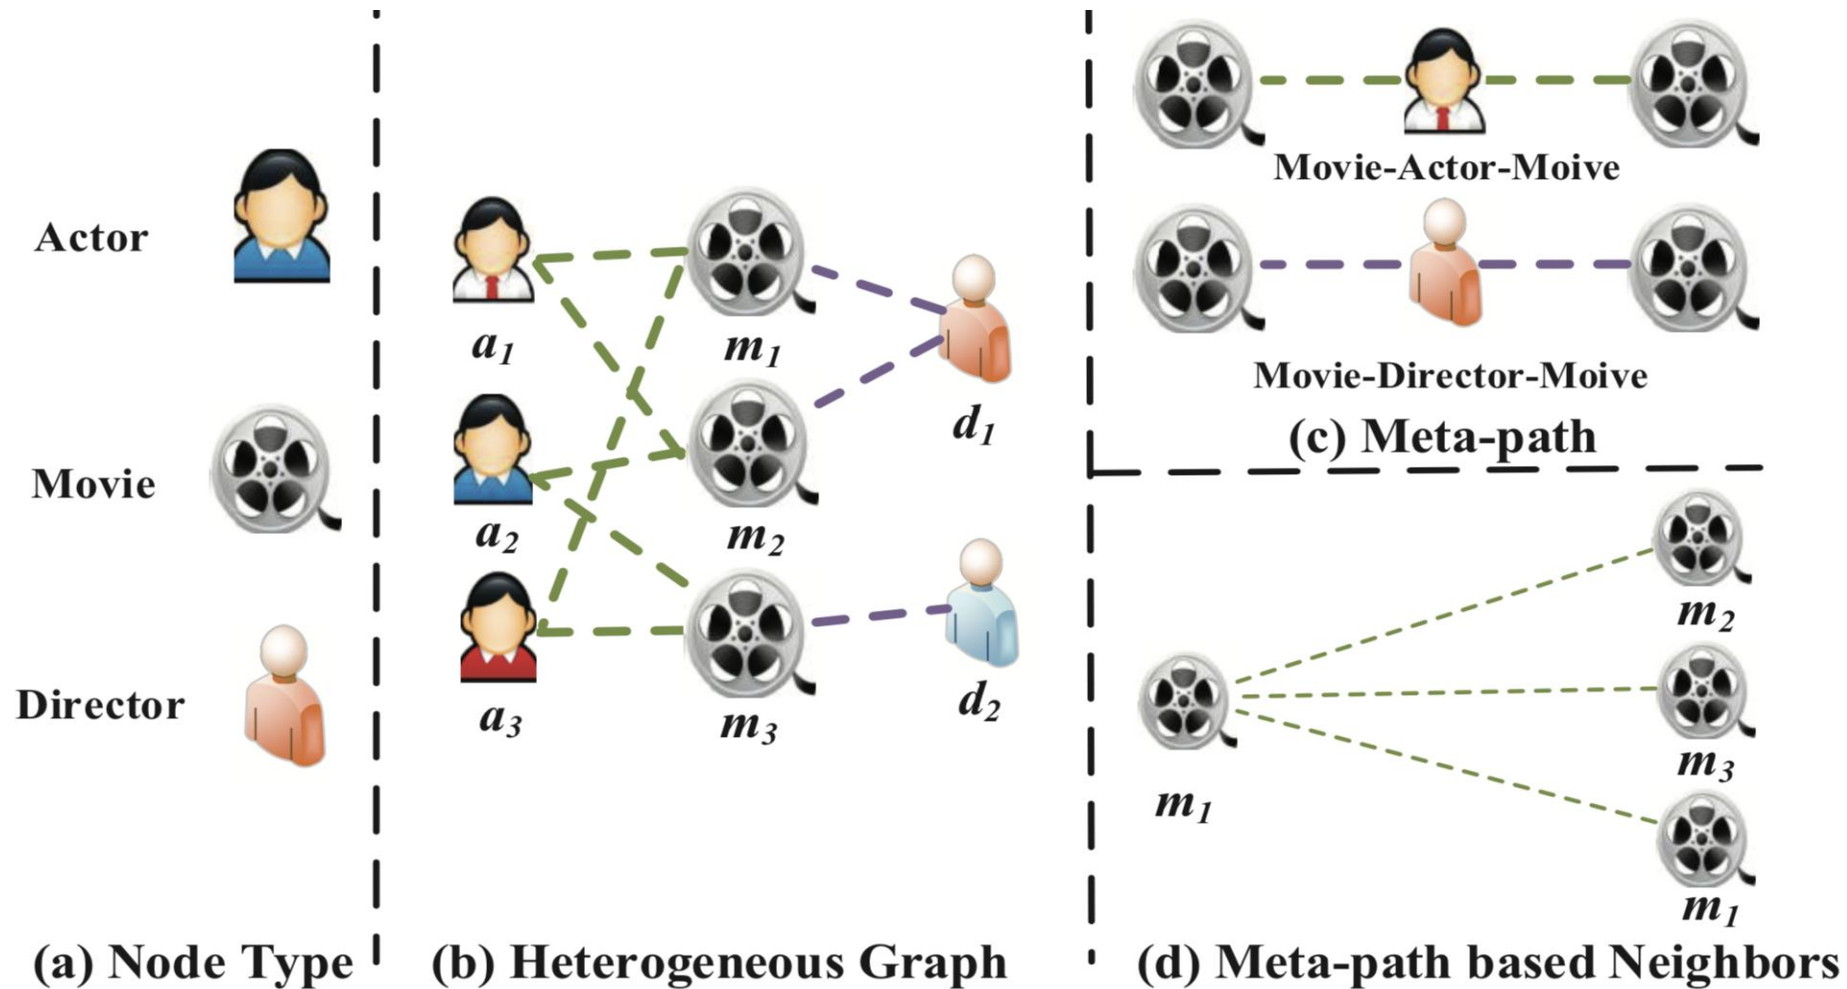 Actor
Movie
Director
(a) Node Type
a1
a2
a3
m1
m2
m3
d1
d2
(b) Heterogeneous Graph
Movie-Actor-Moive
Movie-Director-Moive
(c) Meta-path
m1
m2
m3
m1
(d) Meta-path based Neighbors